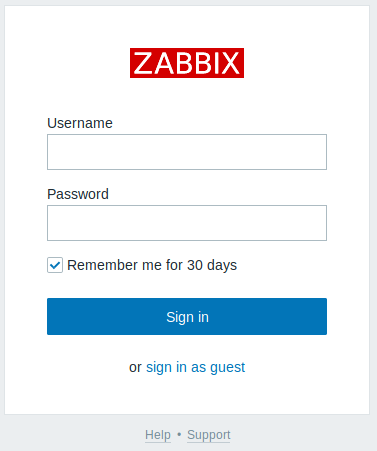 ZABBIX
Username
Password
Remember me for 30 days
Sign in
or sign in as guest
Help • Support